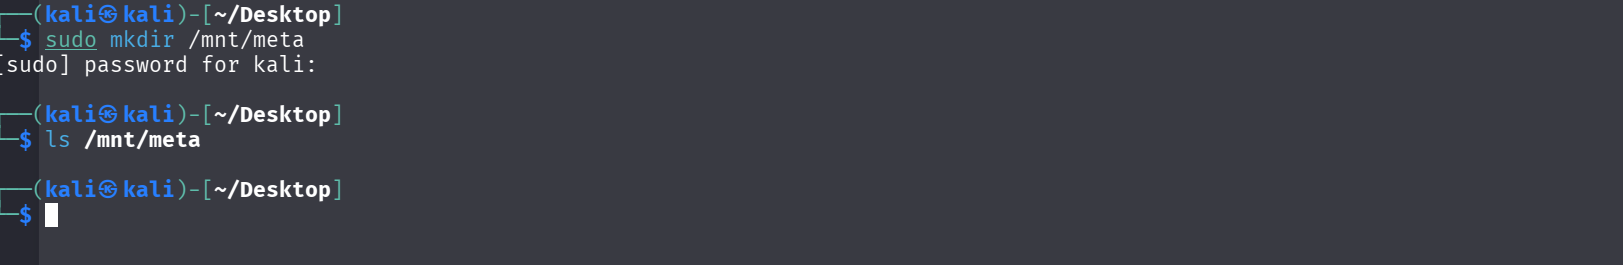 ┌──(kali㉿kali)-[~/Desktop]
└─$ sudo mkdir /mnt/meta
[sudo] password for kali:
┌──(kali㉿kali)-[~/Desktop]
└─$ ls /mnt/meta
┌──(kali㉿kali)-[~/Desktop]
└─$